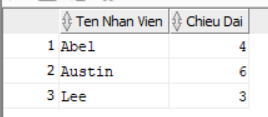 Ten Nhan Vien Chieu Dai
1 Abel 4
2 Austin 6
3 Lee 3